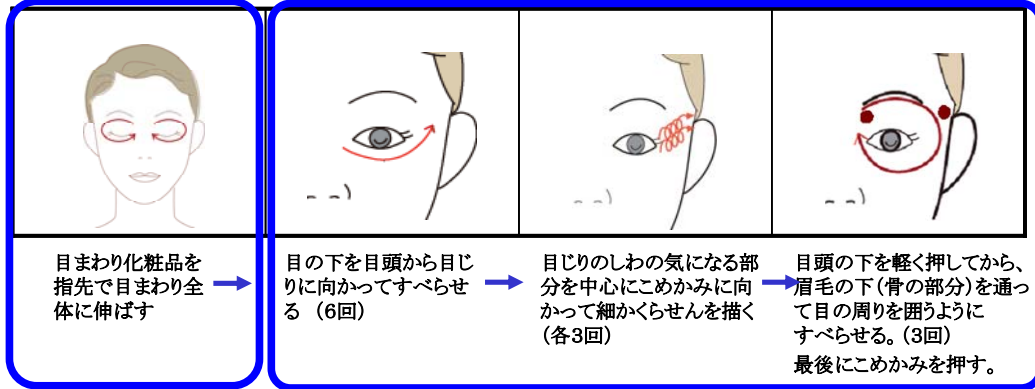 目まわり化粧品を
指先で目まわり全
体に伸ばす
目の下を目頭から目じ
りに向かってすべらせ
る （6回）
目じりのしわの気になる部
分を中心にこめかみに向
かって細かくらせんを描く
（各3回）
目頭の下を軽く押してから、
眉毛の下（骨の部分）を通っ
て目の周りを囲うように
すべらせる。（3回）
最後にこめかみを押す。